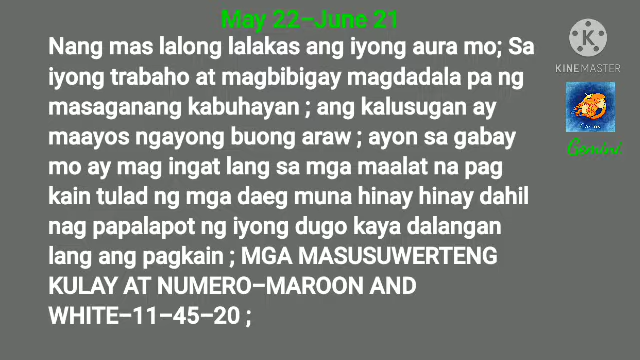 May 22–June 21
Nang mas lalong lalakas ang iyong aura mo; Sa
iyong trabaho at magbibigay magdadala pa ng
masaganang kabuhayan ; ang kalusugan ay
maayos ngayong buong araw ; ayon sa gabay
mo ay mag ingat lang sa mga maalat na pag
kain tulad ng mga daeg muna hinay hinay dahil
nag papalapot ng iyong dugo kaya dalangan
lang ang pagkain ; MGA MASUSUWERTENG
KULAY AT NUMERO–MAROON AND
WHITE–11–45–20 ;
K
KINEMASTER
Gemini